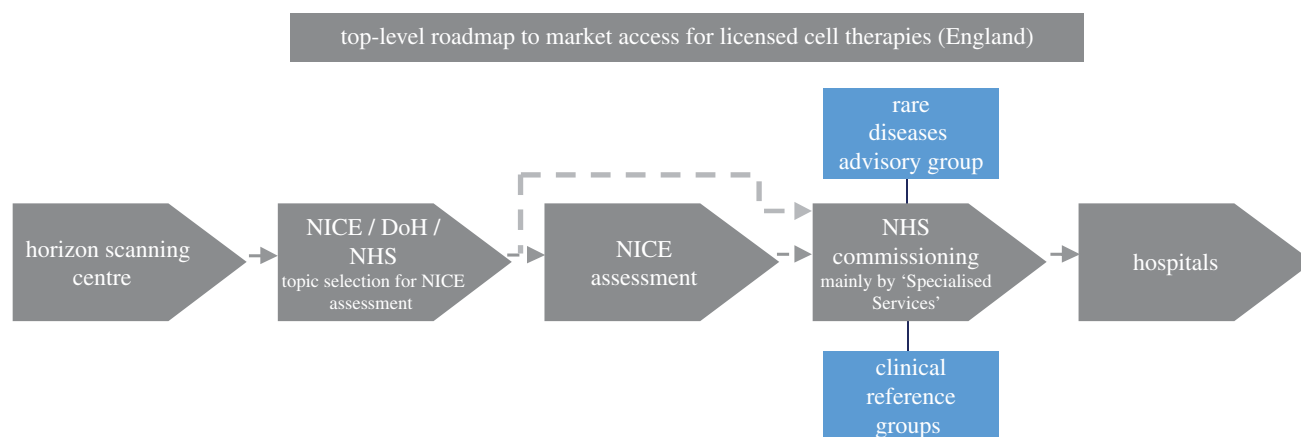 top-level roadmap to market access for licensed cell therapies (England)
rare
diseases
advisory group
horizon scanning
centre
NICE / DoH /
NHS
topic selection for NICE
assessment
NICE
assessment
NHS
commissioning
mainly by ‘Specialised
Services’
hospitals
clinical
reference
groups